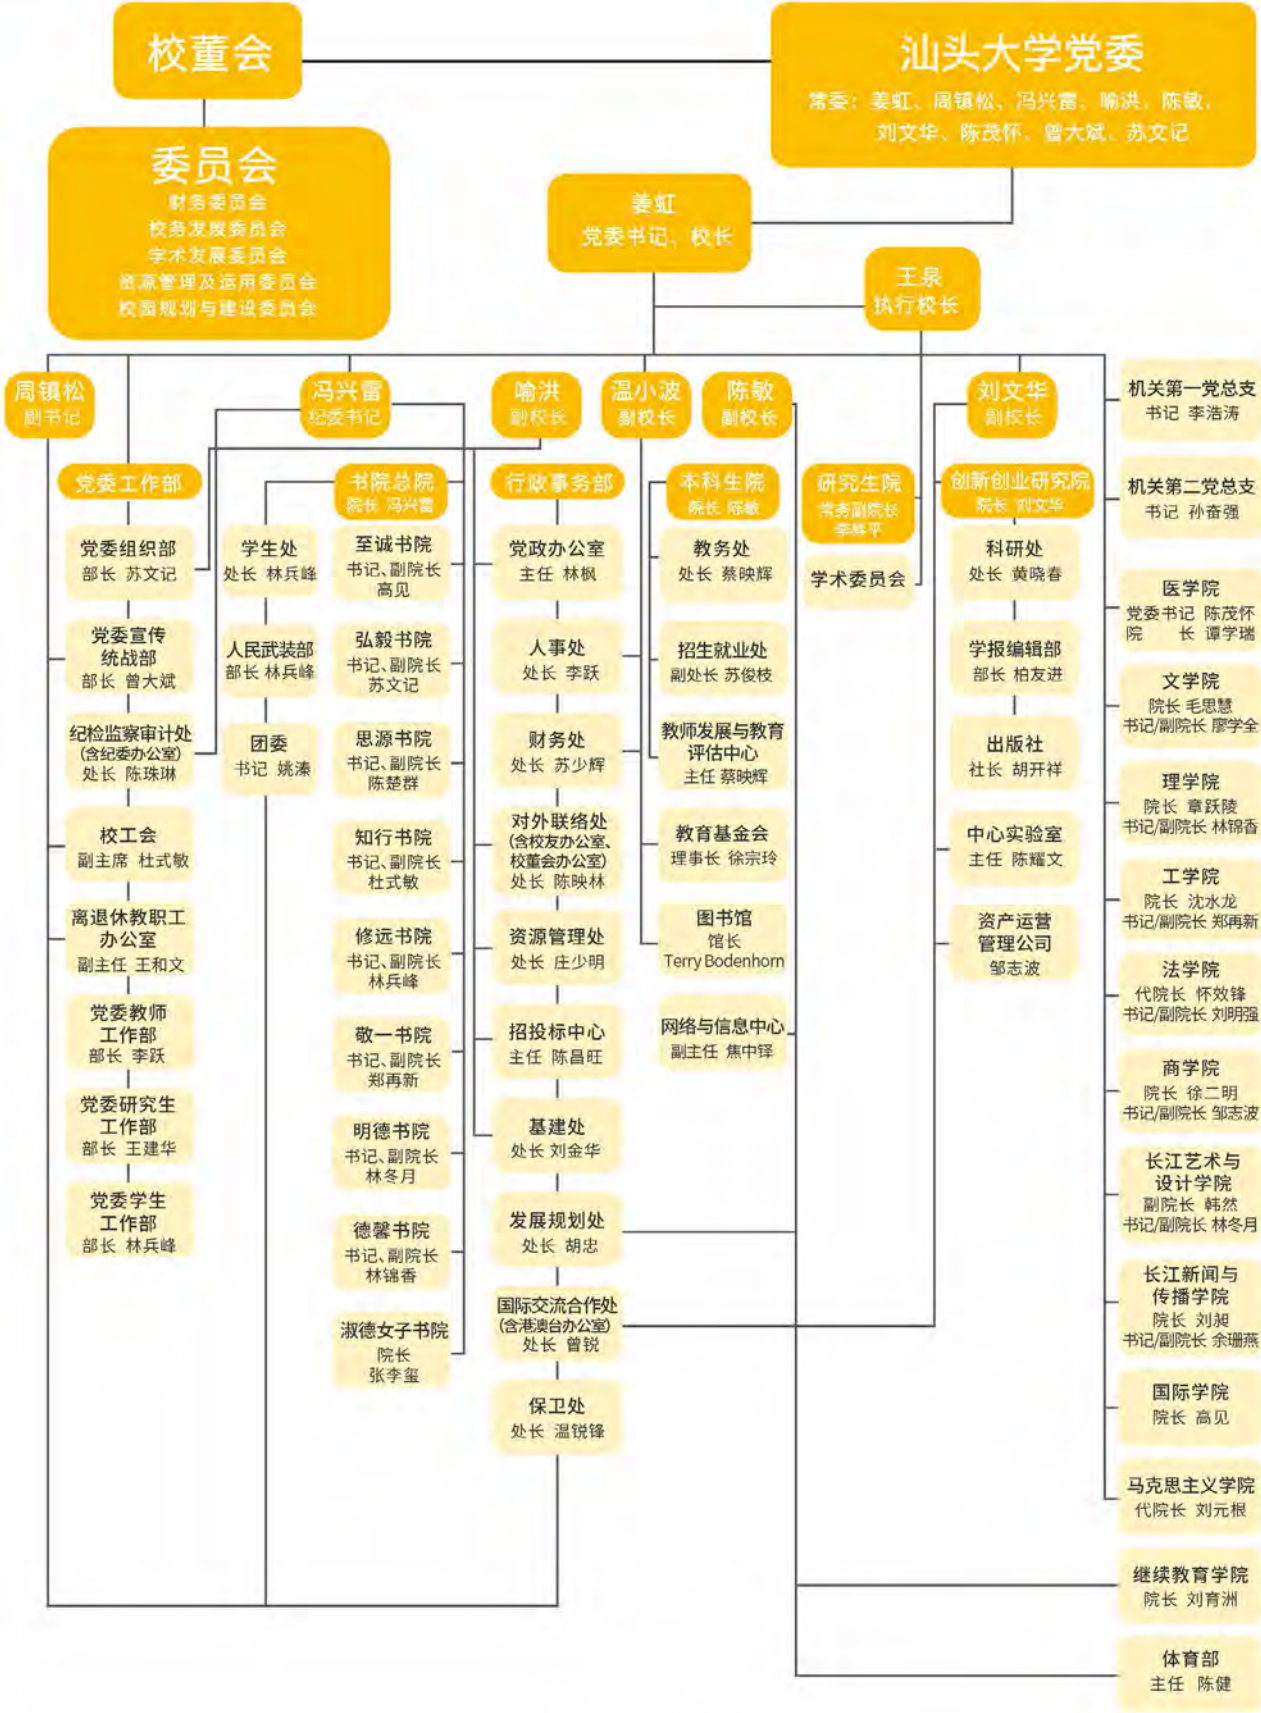 校董会
汕头大学党委
常委：姜虹、周镇松、冯兴雷、喻洪、陈敏、
刘文华、陈茂怀、曾大斌、苏文记
委员会
财务委员会
校务发展委员会
学术发展委员会
资源管理及运用委员会
校园规划与建设委员会
姜虹
党委书记、校长
王泉
执行校长
周镇松
副书记
冯兴雷
纪委书记
喻洪
副校长
温小波
副校长
陈敏
副校长
刘文华
副校长
党委工作部
党委组织部
部长 苏文记
党委宣传
统战部
部长 曾大斌
纪检监察审计处
(含纪委办公室)
处长 陈珠琳
校工会
副主席 杜式敏
离退休教职工
办公室
副主任 王和文
党委教师
工作部
部长 李跃
党委研究生
工作部
部长 王建华
党委学生
工作部
部长 林兵峰
学生处
处长 林兵峰
人民武装部
部长 林兵峰
团委
书记 姚溱
书院总院
院长 冯兴雷
至诚书院
书记、副院长
高见
弘毅书院
书记、副院长
苏文记
思源书院
书记、副院长
陈楚群
知行书院
书记、副院长
杜式敏
修远书院
书记、副院长
林兵峰
敬一书院
书记、副院长
郑再新
明德书院
书记、副院长
林冬月
德馨书院
书记、副院长
林锦香
淑德女子书院
院长
张李玺
行政事务部
党政办公室
主任 林枫
人事处
处长 李跃
财务处
处长 苏少辉
对外联络处
(含校友办公室、
校董会办公室)
处长 陈映林
资源管理处
处长 庄少明
招投标中心
主任 陈昌旺
基建处
处长 刘金华
发展规划处
处长 胡忠
国际交流合作处
(含港澳台办公室)
处长 曾锐
保卫处
处长 温锐锋
本科生院
院长 陈敏
教务处
处长 蔡映辉
招生就业处
副处长 苏俊枝
教师发展与教育
评估中心
主任 蔡映辉
教育基金会
理事长 徐宗玲
图书馆
馆长
Terry Bodenhorn
网络与信息中心
副主任 焦中铎
研究生院
常务副院长
学术委员会
创新创业研究院
院长 刘文华
科研处
处长 黄晓春
学报编辑部
部长 柏友进
出版社
社长 胡开祥
中心实验室
主任 陈耀文
资产运营
管理公司
邹志波
机关第一党总支
书记 李浩涛
机关第二党总支
书记 孙奋强
医学院
党委书记 陈茂怀
院 长 谭学瑞
文学院
院长 毛思慧
书记/副院长 廖学全
理学院
院长 章跃陵
书记/副院长 林锦香
工学院
院长 沈水龙
书记/副院长 郑再新
法学院
代院长 怀效锋
书记/副院长 刘明强
商学院
院长 徐二明
书记/副院长 邹志波
长江艺术与
设计学院
副院长 韩然
书记/副院长 林冬月
长江新闻与
传播学院
院长 刘昶
书记/副院长 余珊燕
国际学院
院长 高见
马克思主义学院
代院长 刘元根
继续教育学院
院长 刘育洲
体育部
主任 陈健